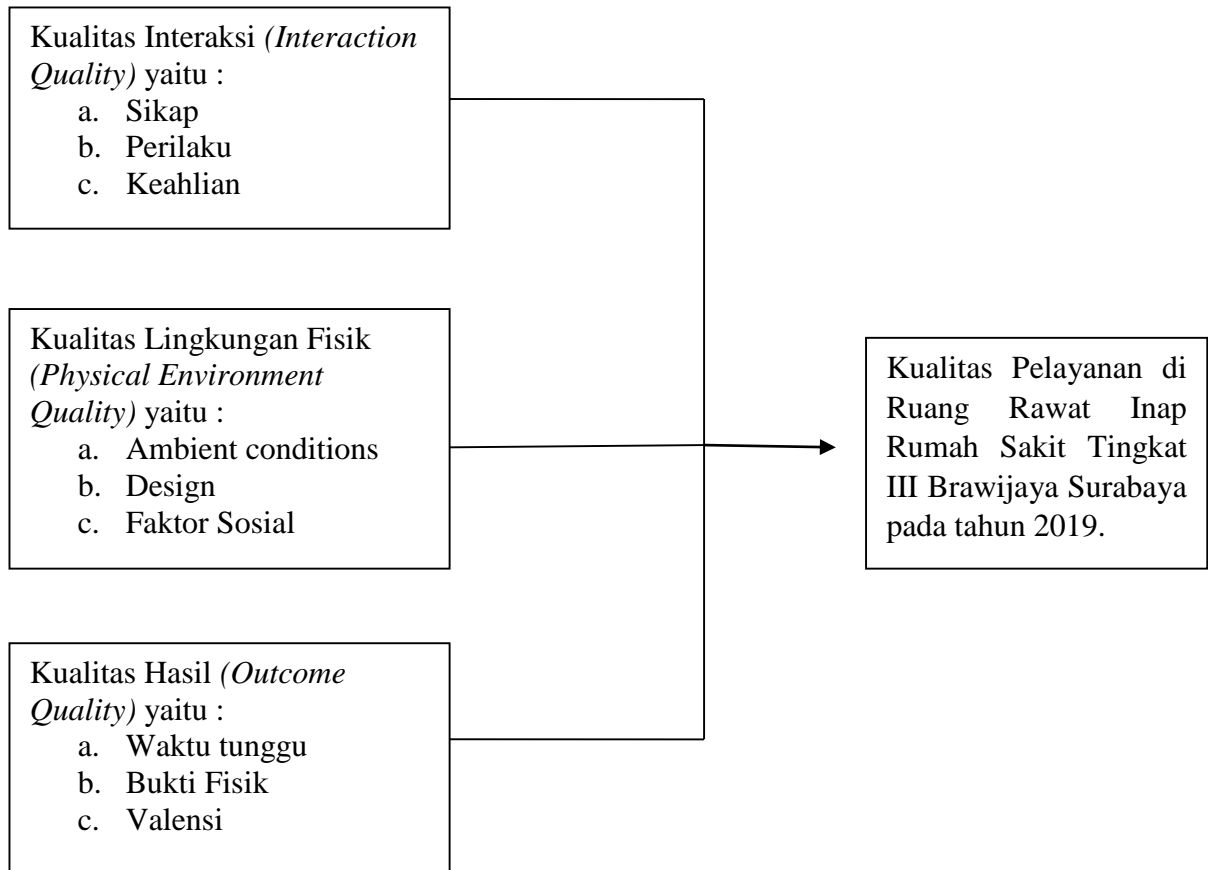 Kualitas Interaksi (Interaction
Quality) yaitu :
a. Sikap
b. Perilaku
c. Keahlian
Kualitas Lingkungan Fisik
(Physical Environment
Quality) yaitu :
a. Ambient conditions
b. Design
c. Faktor Sosial
Kualitas Pelayanan di
Ruang Rawat Inap
Rumah Sakit Tingkat
III Brawijaya Surabaya
pada tahun 2019.
Kualitas Hasil (Outcome
Quality) yaitu :
a. Waktu tunggu
b. Bukti Fisik
c. Valensi